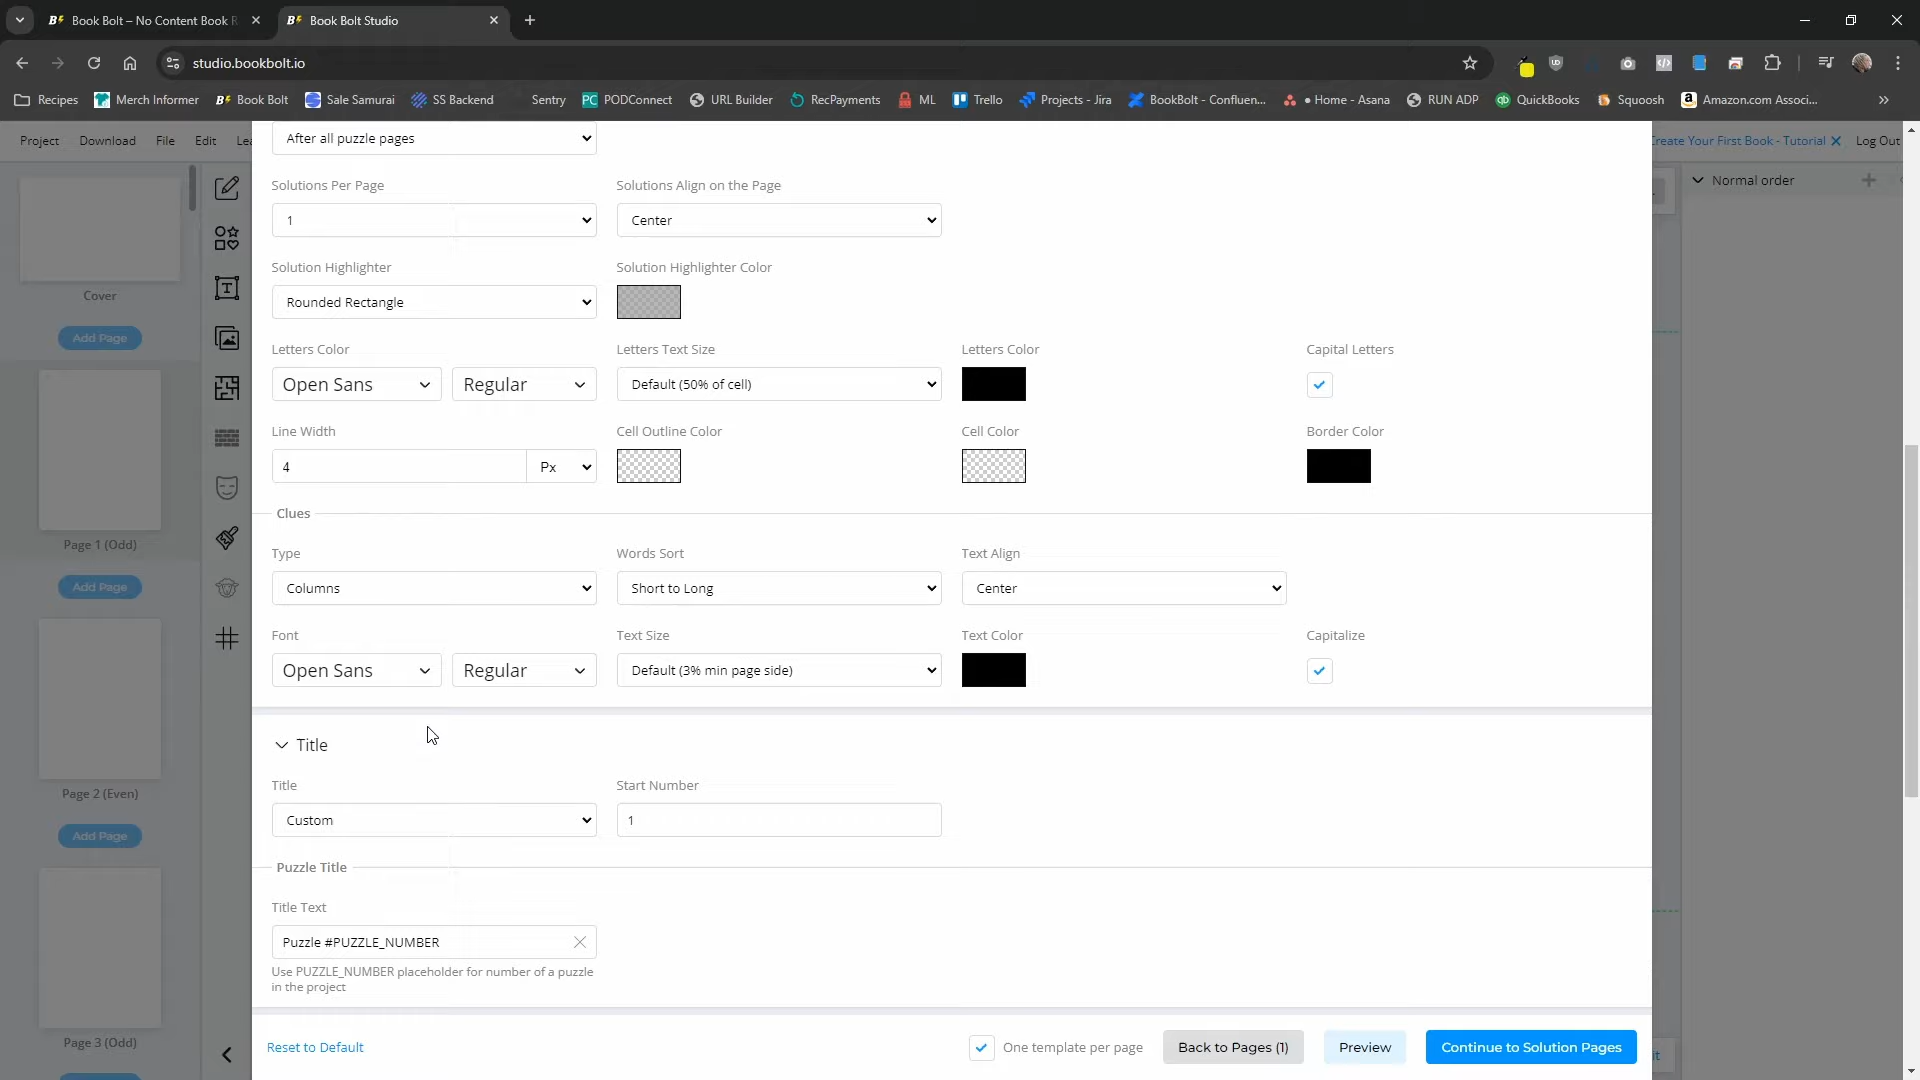 Book Bolt – No Content Book R
Book Bolt Studio
studio.bookbolt.io
Recipes
Merch Informer
Book Bolt
Sale Samurai
SS Backend
Sentry
PODConnect
URL Builder
RecPayments
ML
Trello
Projects - Jira
BookBolt - Confluen...
• Home - Asana
RUN ADP
QuickBooks
Squoosh
Amazon.com Associ...
Project
Download
File
Edit
Create Your First Book - Tutorial
Log Out
After all puzzle pages
Normal order
Solutions Per Page
Solutions Align on the Page
1
Center
Solution Highlighter
Solution Highlighter Color
Rounded Rectangle
Cover
Add Page
Letters Color
Letters Text Size
Letters Color
Capital Letters
Open Sans
Regular
Default (50% of cell)
Line Width
Cell Outline Color
Cell Color
Border Color
4
Px
Clues
Page 1 (Odd)
Type
Words Sort
Text Align
Columns
Short to Long
Center
Add Page
Font
Text Size
Text Color
Capitalize
Open Sans
Regular
Default (3% min page side)
Title
Page 2 (Even)
Title
Start Number
Custom
1
Add Page
Puzzle Title
Title Text
Puzzle #PUZZLE_NUMBER
Use PUZZLE_NUMBER placeholder for number of a puzzle
in the project
Page 3 (Odd)
Reset to Default
One template per page
Back to Pages (1)
Preview
Continue to Solution Pages